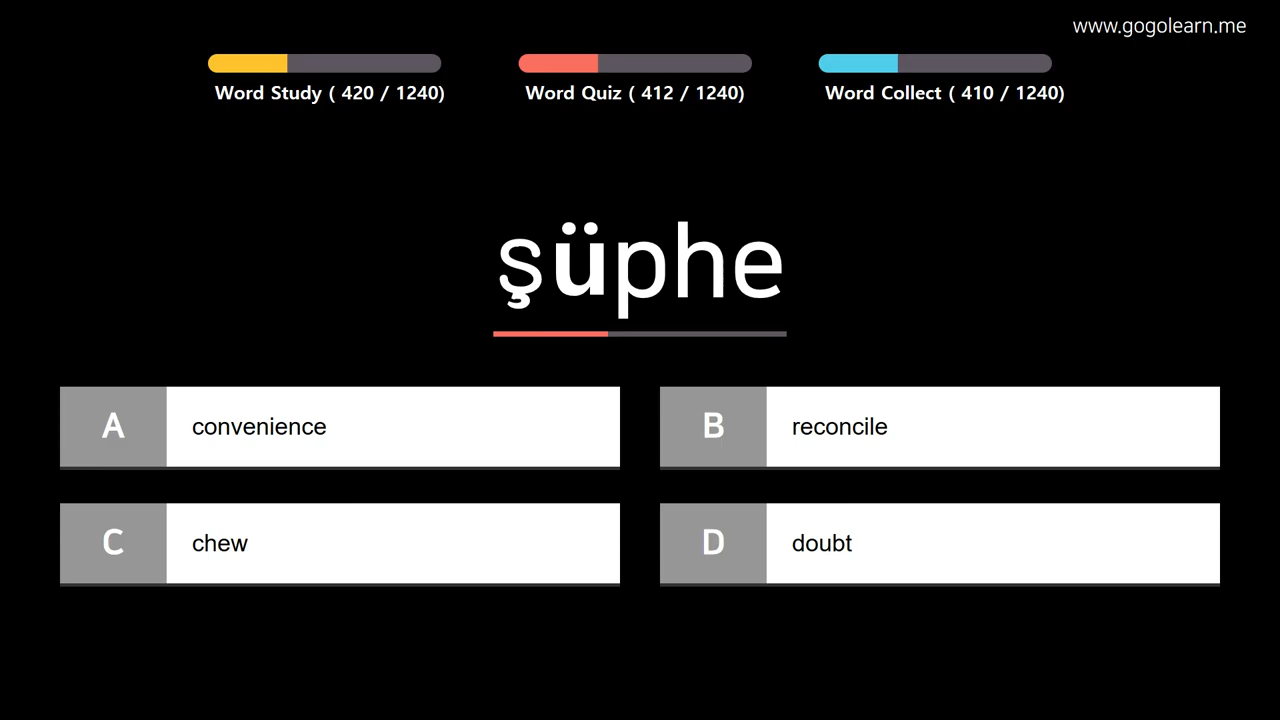 www.gogolearn.me
Word Study ( 420 / 1240)
Word Quiz ( 412 / 1240)
Word Collect ( 410 / 1240)
şüphe
A convenience
B reconcile
C chew
D doubt